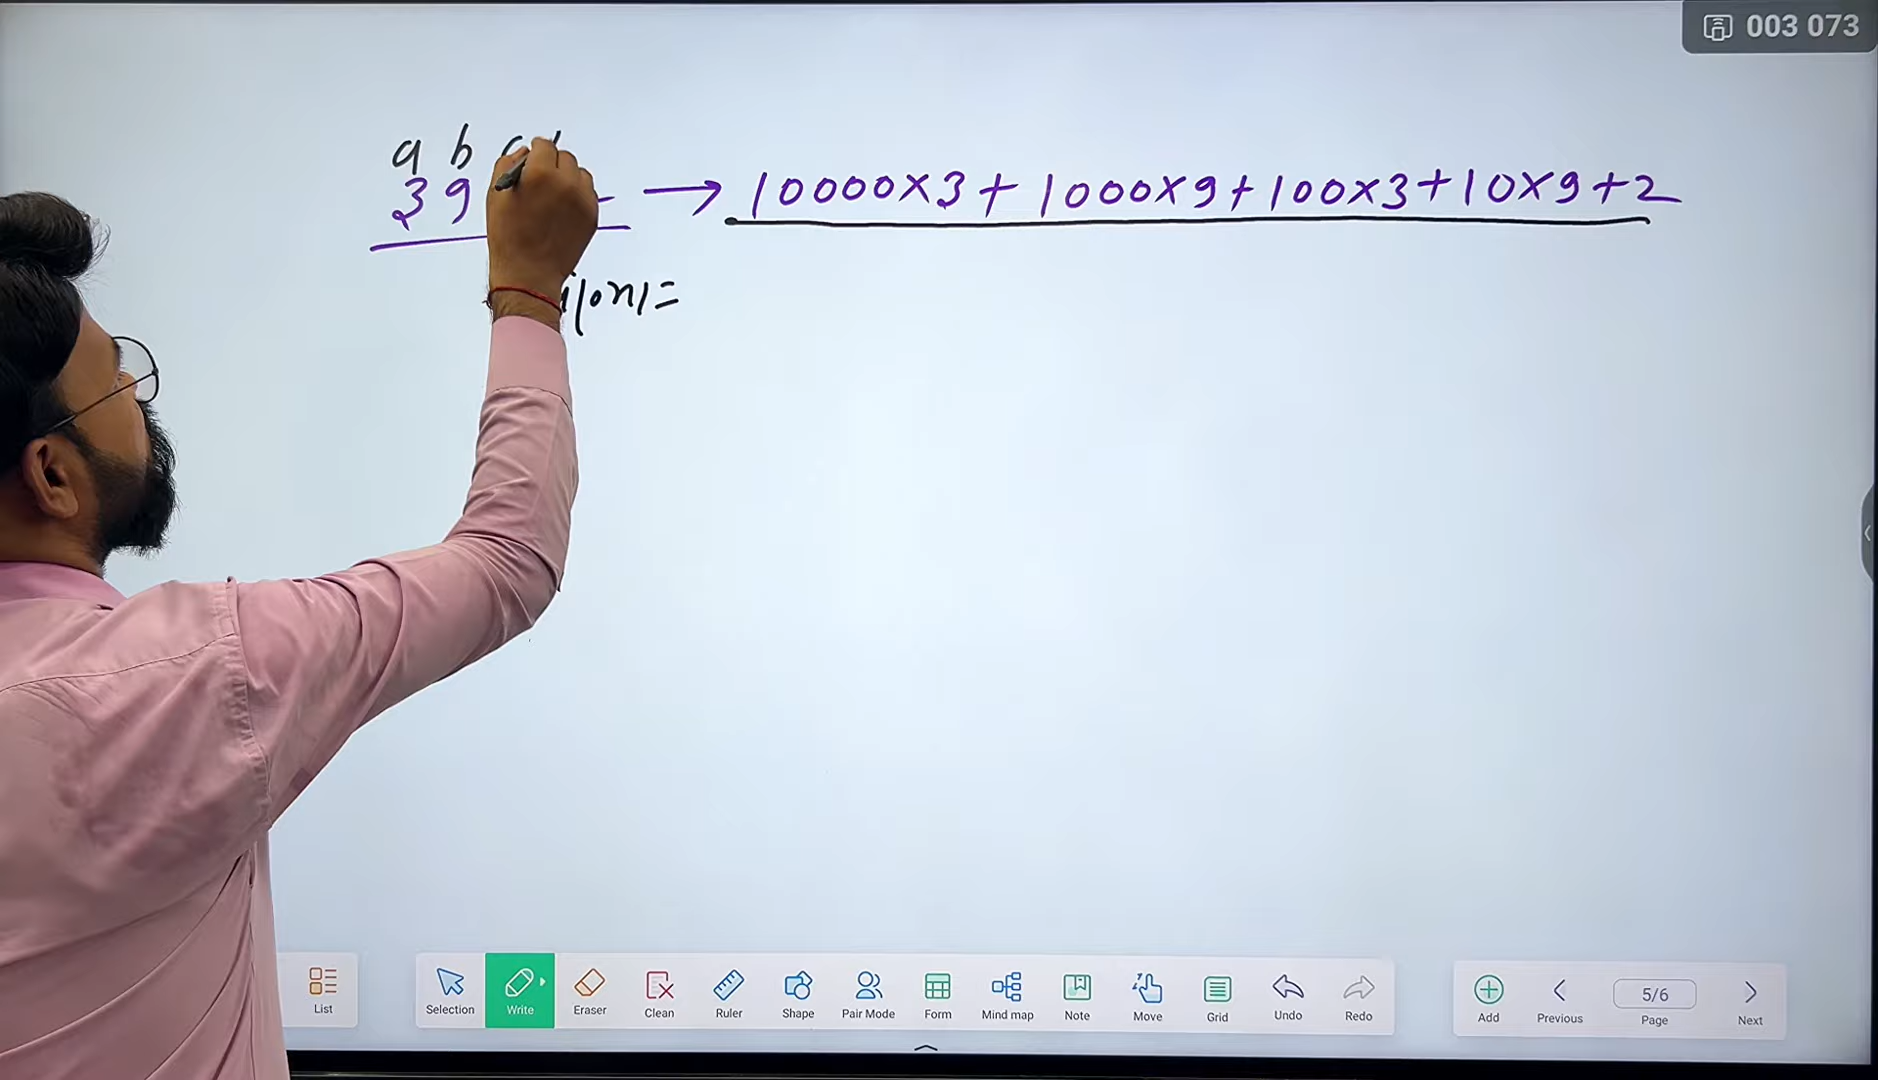 003 073
a b c
3 9 → 10000×3+1000×9+100×3+10×9+2
=
List
Selection Write Eraser Clean Ruler Shape Pair Mode Form Mind map Note Move Grid Undo Redo
Add Previous 5/6 Page Next